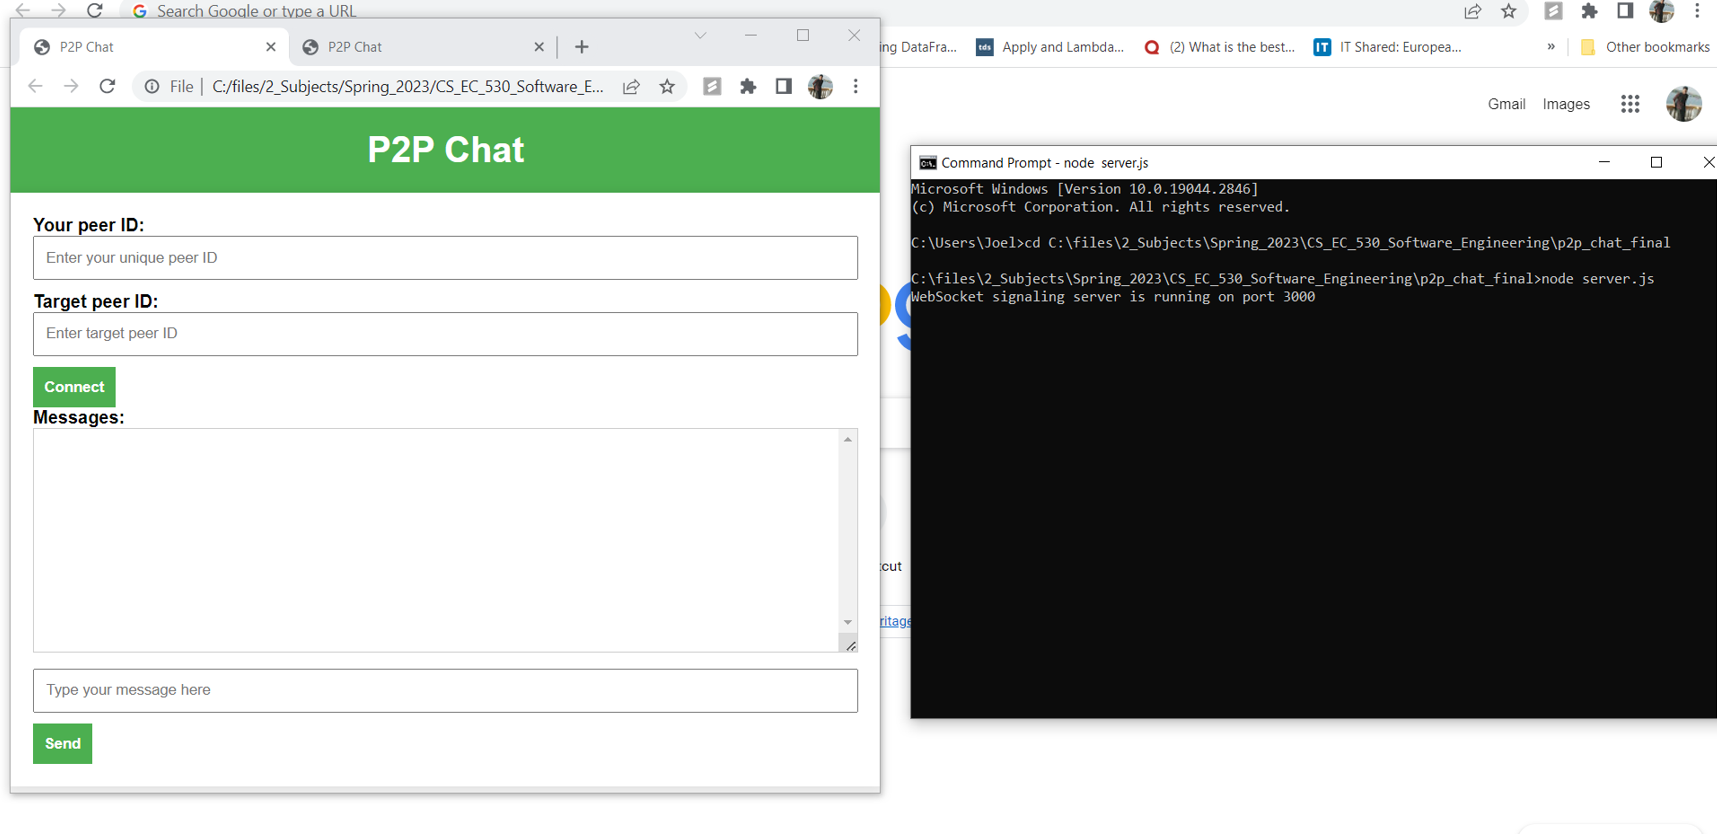 Search Google or type a URL
P2P Chat
P2P Chat
ing DataFra...
tds
Apply and Lambda...
(2) What is the best...
IT
IT Shared: Europea...
»
Other bookmarks
File
C:/files/2_Subjects/Spring_2023/CS_EC_530_Software_E...
Gmail
Images
P2P Chat
Your peer ID:
Enter your unique peer ID
Target peer ID:
Enter target peer ID
Connect
Messages:
Type your message here
Send
tcut
ritage
Command Prompt - node  server.js
Microsoft Windows [Version 10.0.19044.2846]
(c) Microsoft Corporation. All rights reserved.
C:\Users\Joel>cd C:\files\2_Subjects\Spring_2023\CS_EC_530_Software_Engineering\p2p_chat_final
C:\files\2_Subjects\Spring_2023\CS_EC_530_Software_Engineering\p2p_chat_final>node server.js
WebSocket signaling server is running on port 3000